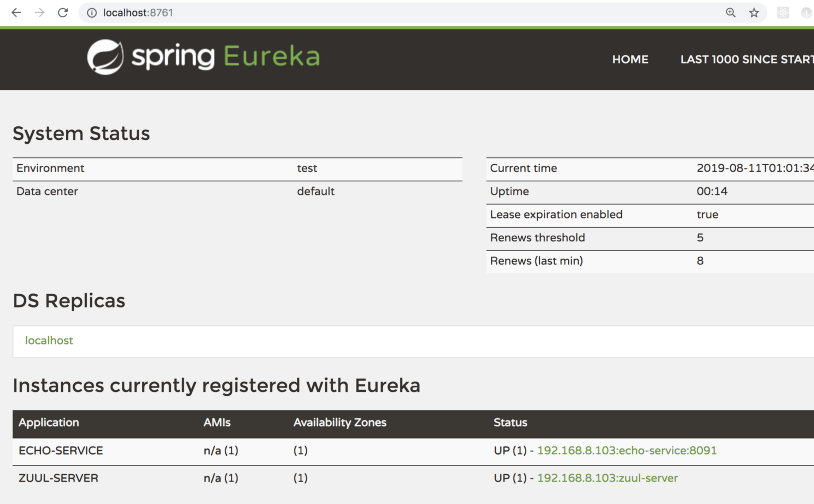 localhost:8761
spring Eureka
HOME LAST 1000 SINCE START
System Status
Environment test
Data center default
Current time 2019-08-11T01:01:34
Uptime 00:14
Lease expiration enabled true
Renews threshold 5
Renews (last min) 8
DS Replicas
localhost
Instances currently registered with Eureka
Application AMIs Availability Zones Status
ECHO-SERVICE n/a (1) (1) UP (1) - 192.168.8.103:echo-service:8091
ZUUL-SERVER n/a (1) (1) UP (1) - 192.168.8.103:zuul-server